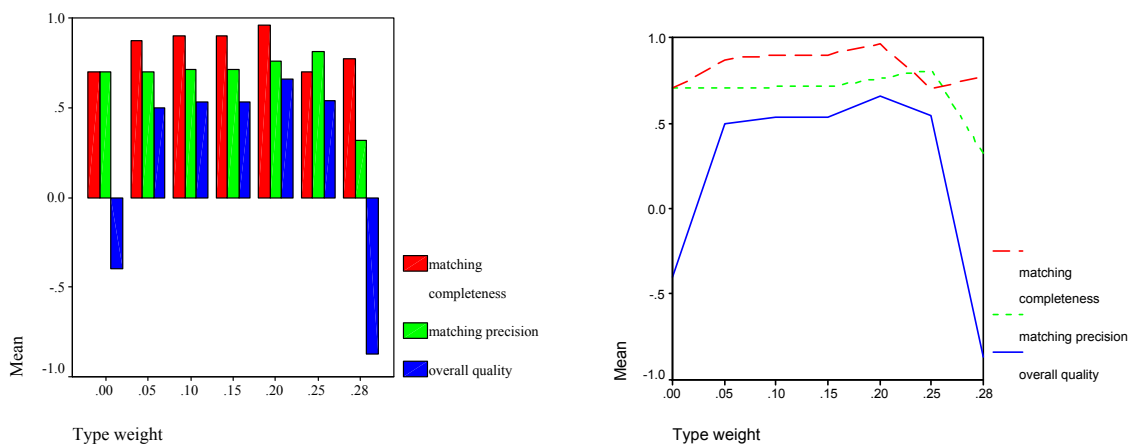 1.0
.5
0.0
-.5
-1.0
Mean
.00 .05 .10 .15 .20 .25 .28
Type weight
matching
completeness
matching precision
overall quality
1.0
.5
0.0
-.5
-1.0
Mean
.00 .05 .10 .15 .20 .25 .28
Type weight
matching
completeness
matching precision
overall quality